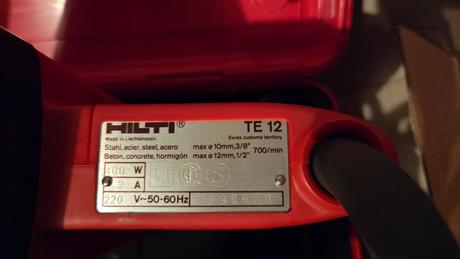 HILTI® TE 12
Made in Liechtenstein Swiss customs territory
Stahl, acier, steel, acero max ø 10mm,3/8"
Beton, concrete, hormigón max ø 12mm,1/2" 700/min
W
2 A
220 V~50-60Hz